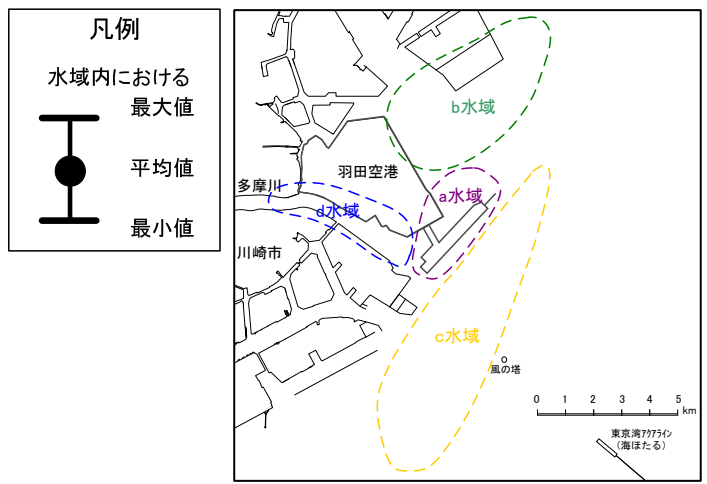 凡例
水域内における
最大値
平均値
最小値
b水域
羽田空港
多摩川
a水域
d水域
川崎市
c水域
風の塔
0 1 2 3 4 5
km
東京湾ｱｸｱﾗｲﾝ
（海ほたる）